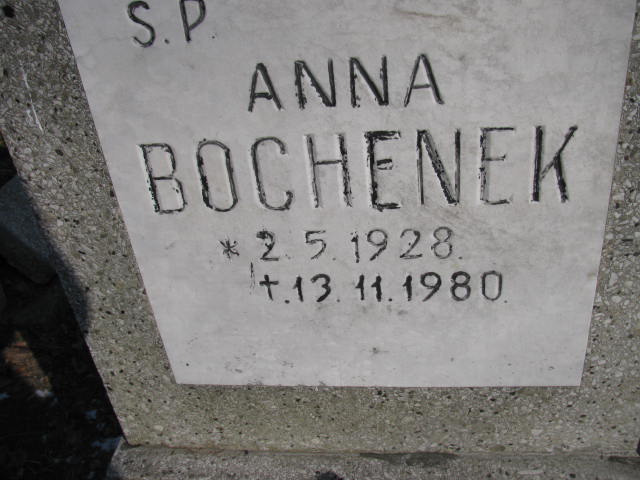 S.P.
ANNA
BOCHENEK
* 2.5.1928.
†.13.11.1980.